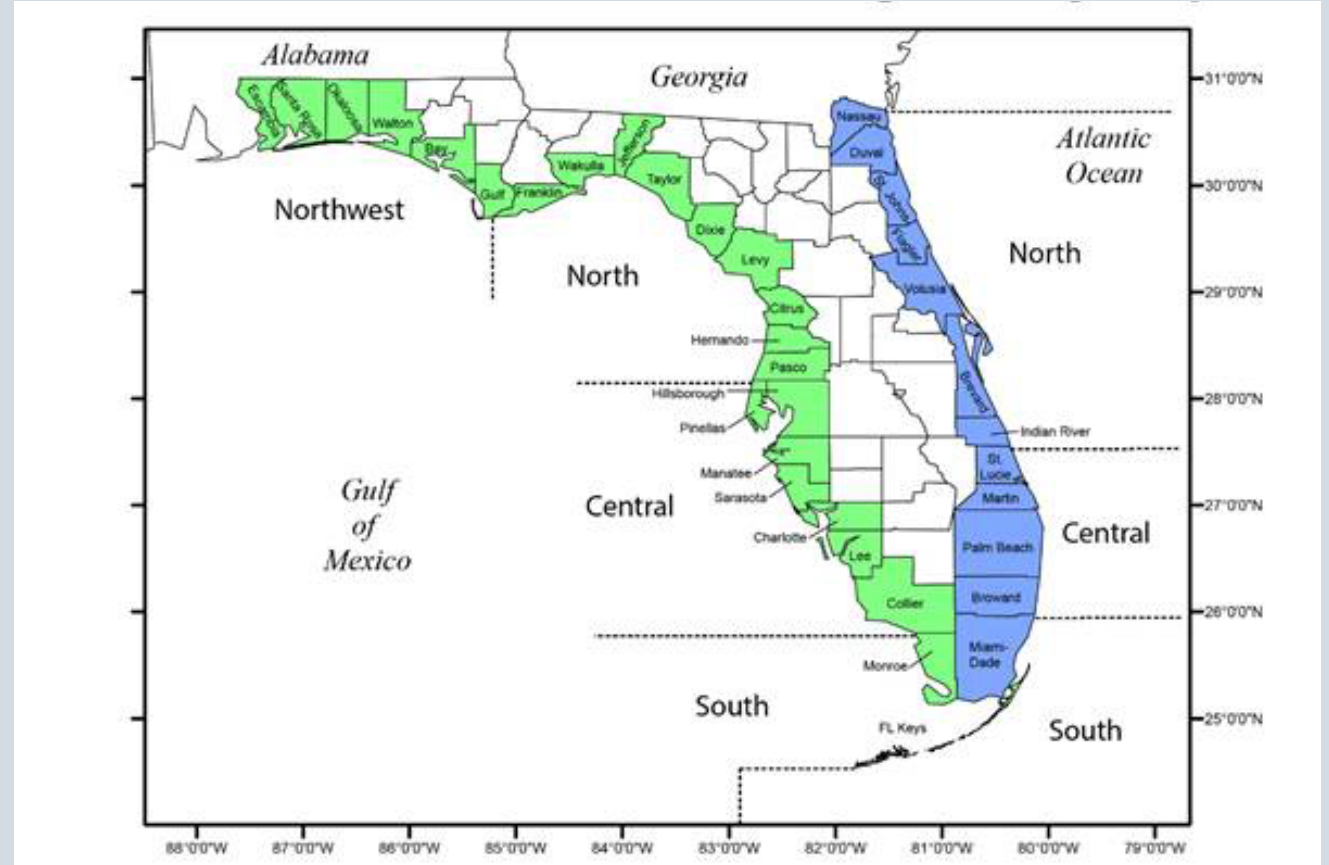 Alabama
Georgia
31°0'0"N
Escambia
Santa Rosa
Okaloosa
Walton
Nassau
Atlantic
Ocean
Bay
Jefferson
Duval
Wakulla
Taylor
30°0'0"N
Gulf
Franklin
St. Johns
Northwest
Dixie
Flagler
North
Levy
North
Volusia
29°0'0"N
Citrus
Hernando
Pasco
Hillsborough
Brevard
28°0'0"N
Pinellas
Indian River
St.
Lucie
Manatee
Sarasota
Martin
Gulf
of
Mexico
Central
27°0'0"N
Charlotte
Central
Palm Beach
Lee
Collier
Broward
26°0'0"N
Miami-
Dade
Monroe
South
FL Keys
South
25°0'0"N
88°0'0"W
87°0'0"W
86°0'0"W
85°0'0"W
84°0'0"W
83°0'0"W
82°0'0"W
81°0'0"W
80°0'0"W
79°0'0"W